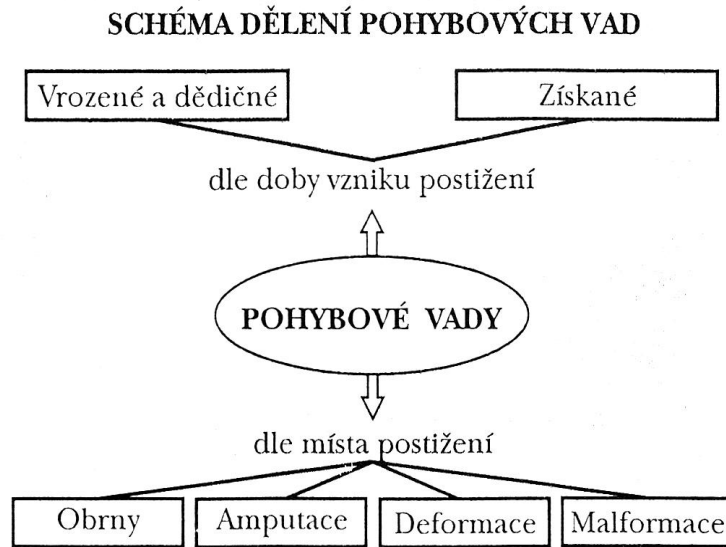 SCHÉMA DĚLENÍ POHYBOVÝCH VAD
Vrozené a dědičné
Získané
dle doby vzniku postižení
POHYBOVÉ VADY
dle místa postižení
Obrny
Amputace
Deformace
Malformace